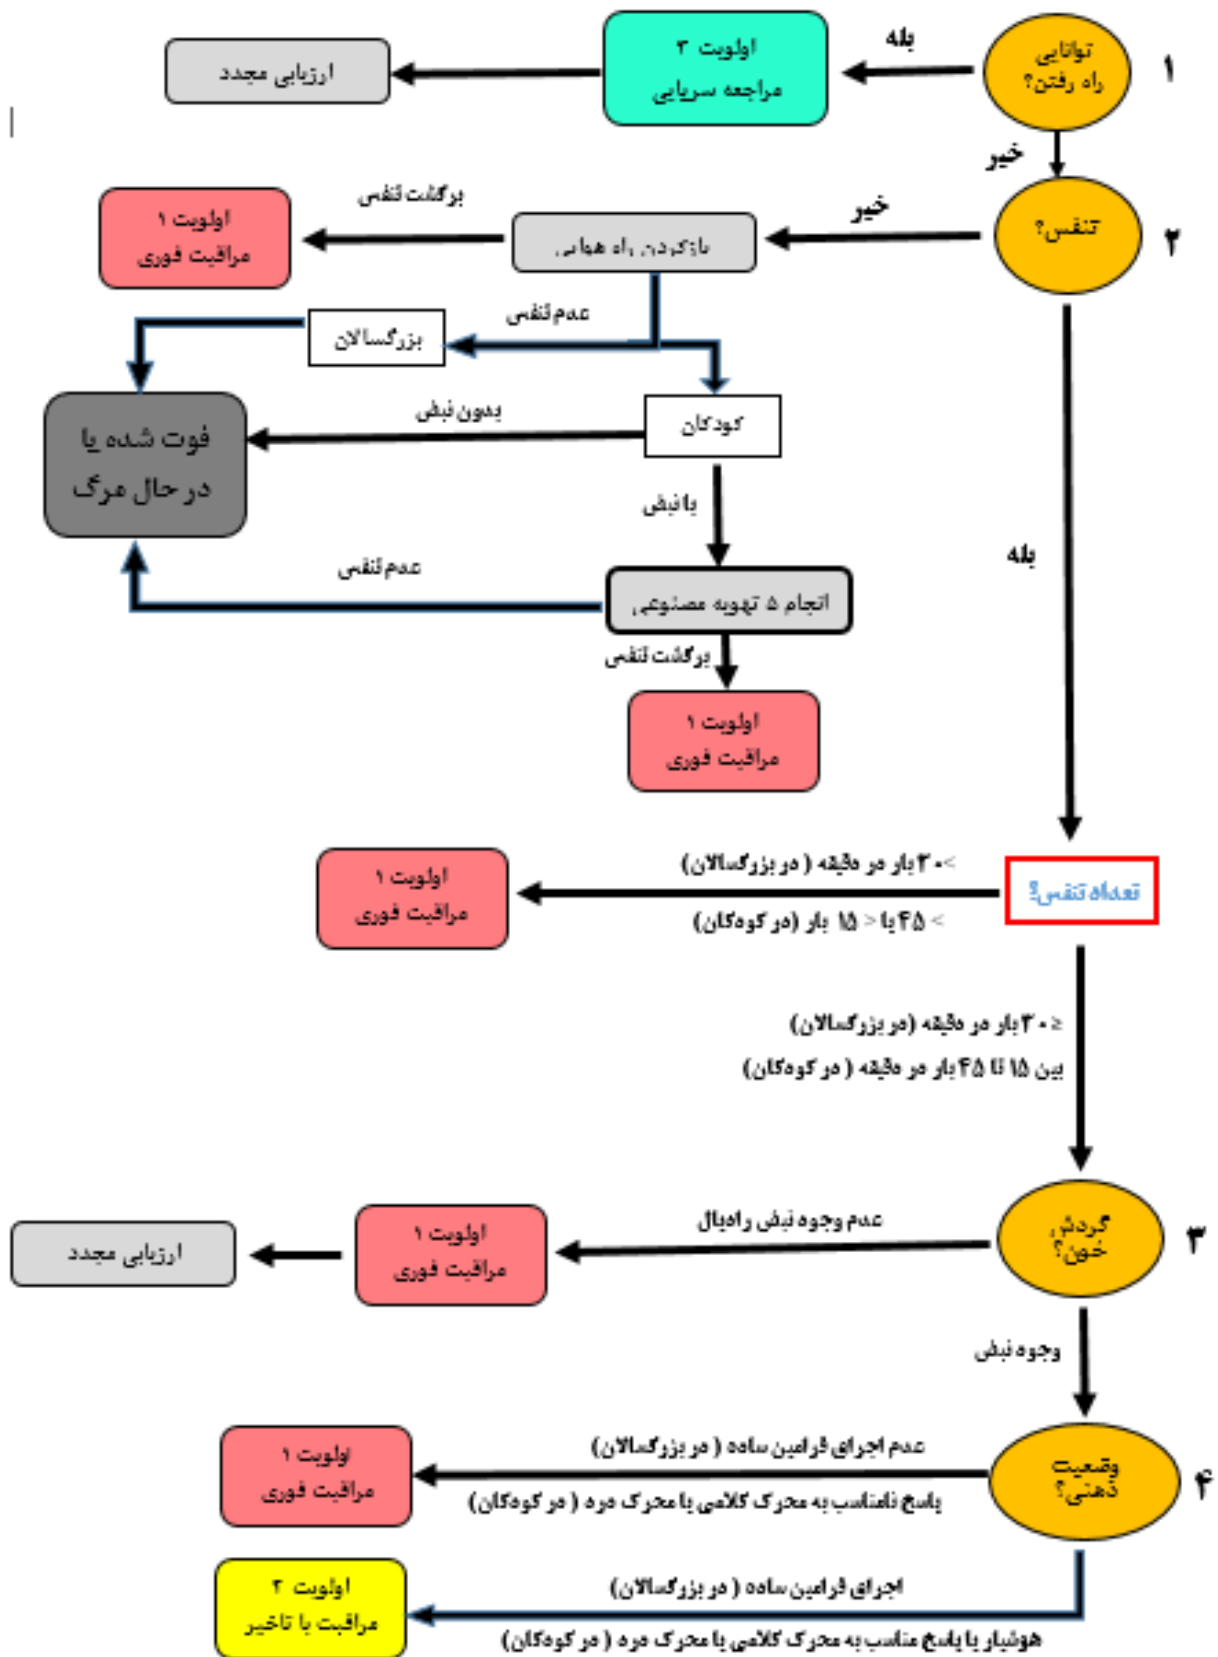 توانایی
راه رفتن؟
۱
بله
اولویت ۳
مراجعه سرپایی
ارزیابی مجدد
خیر
تنفس؟
۲
خیر
بازکردن راه هوایی
برگشت تنفس
اولویت ۱
مراقبت فوری
عدم تنفس
بزرگسالان
کودکان
بدون نبض
فوت شده یا
در حال مرگ
با نبض
انجام ۵ تهویه مصنوعی
عدم تنفس
برگشت تنفس
اولویت ۱
مراقبت فوری
بله
تعداد تنفس؟
>۳۰ بار در دقیقه ( در بزرگسالان)
> ۴۵ یا < ۱۵ بار (در کودکان)
اولویت ۱
مراقبت فوری
≤۳۰ بار در دقیقه (در بزرگسالان)
بین ۱۵ تا ۴۵ بار در دقیقه ( در کودکان)
گردش
خون؟
۳
عدم وجود نبض رادیال
اولویت ۱
مراقبت فوری
ارزیابی مجدد
وجود نبض
وضعیت
ذهنی؟
۴
عدم اجرای فرامین ساده ( در بزرگسالان)
پاسخ نامناسب به محرک کلامی یا محرک درد ( در کودکان)
اولویت ۱
مراقبت فوری
اجرای فرامین ساده ( در بزرگسالان)
هوشیار یا پاسخ مناسب به محرک کلامی یا محرک درد ( در کودکان)
اولویت ۲
مراقبت با تاخیر